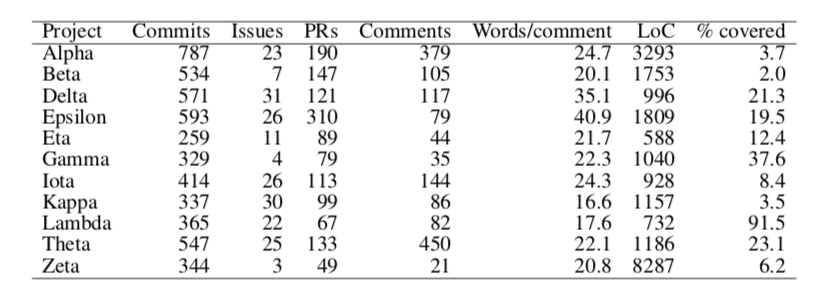 Project Commits Issues PRs Comments Words/comment LoC % covered
Alpha 787 23 190 379 24.7 3293 3.7
Beta 534 7 147 105 20.1 1753 2.0
Delta 571 31 121 117 35.1 996 21.3
Epsilon 593 26 310 79 40.9 1809 19.5
Eta 259 11 89 44 21.7 588 12.4
Gamma 329 4 79 35 22.3 1040 37.6
Iota 414 26 113 144 24.3 928 8.4
Kappa 337 30 99 86 16.6 1157 3.5
Lambda 365 22 67 82 17.6 732 91.5
Theta 547 25 133 450 22.1 1186 23.1
Zeta 344 3 49 21 20.8 8287 6.2